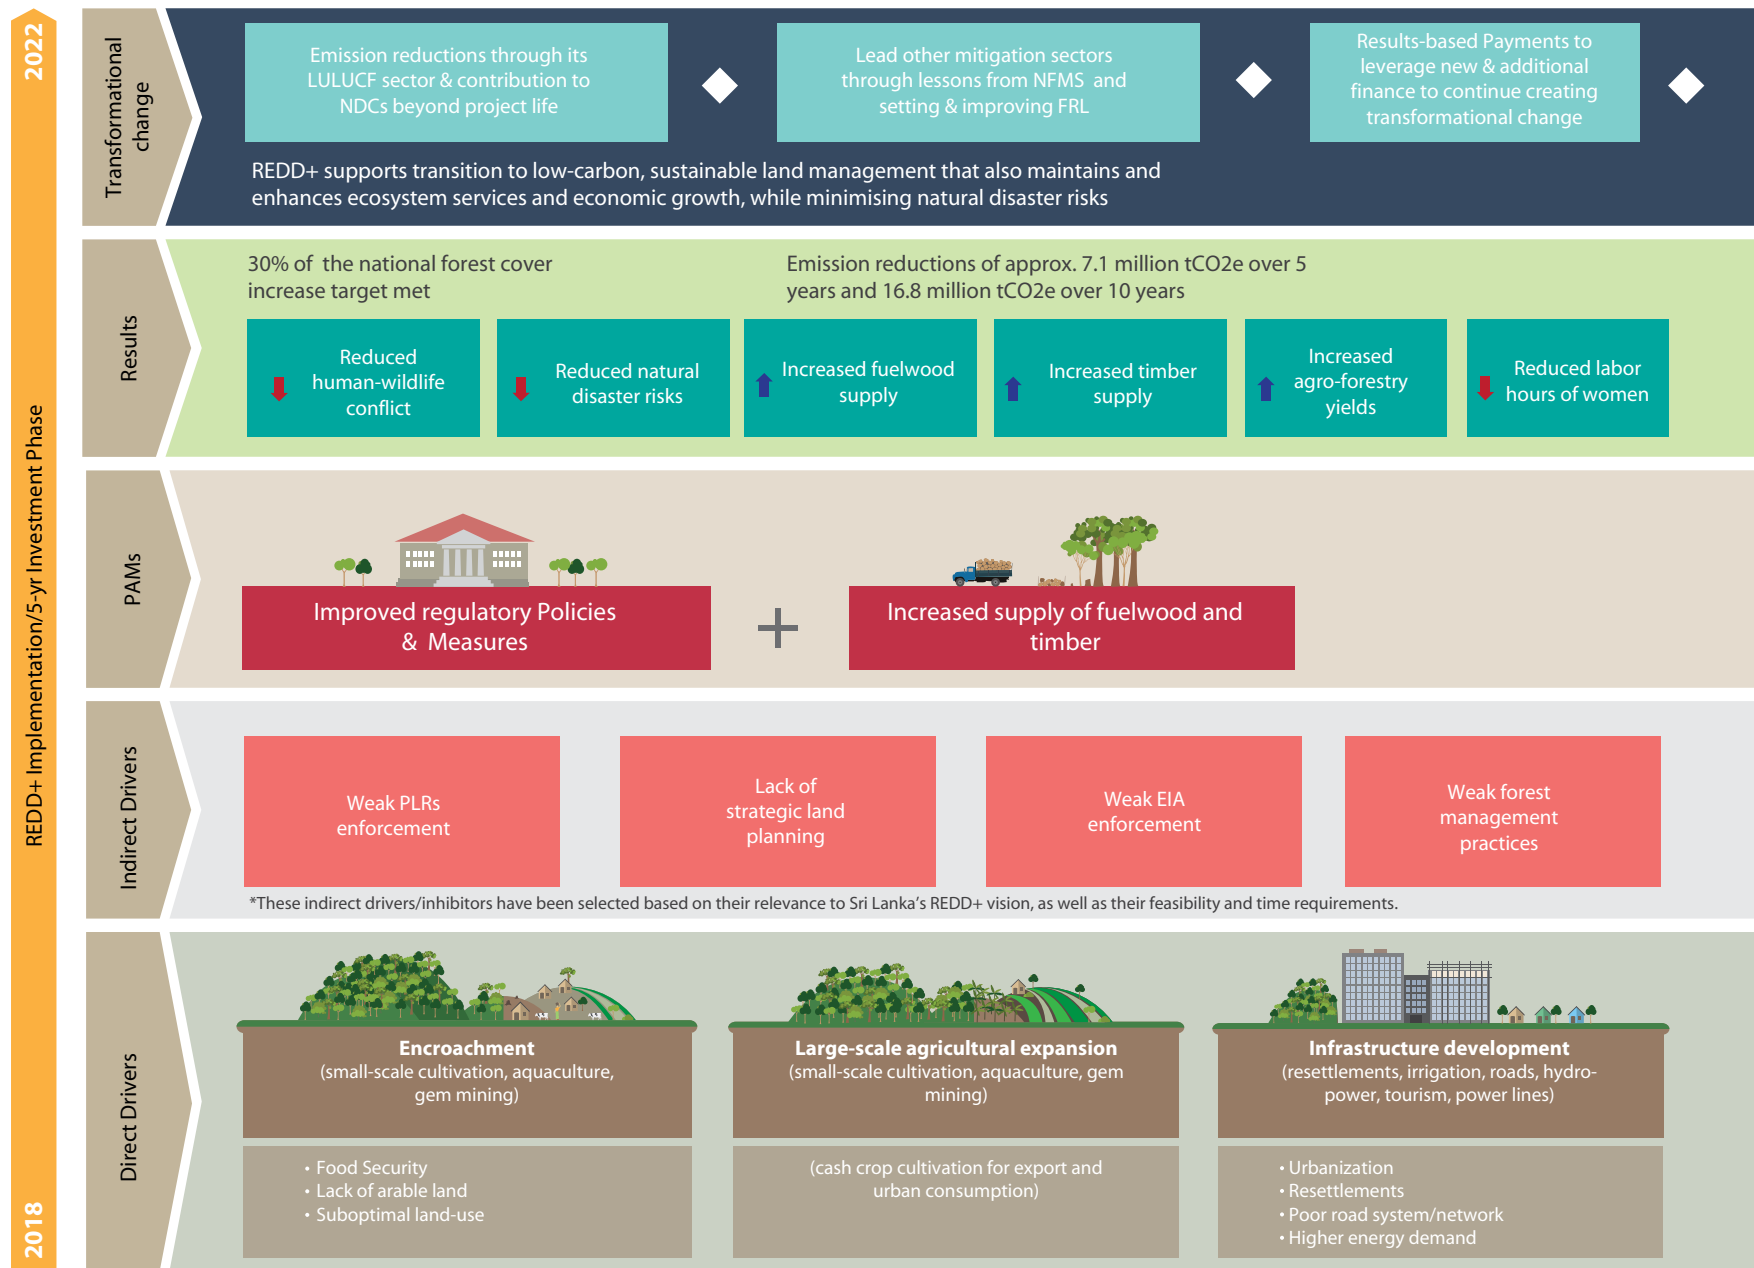 2022
REDD+ Implementation/5-yr Investment Phase
2018
Transformational
change
Emission reductions through its
LULUCF sector & contribution to
NDCs beyond project life
Lead other mitigation sectors
through lessons from NFMS and
setting & improving FRL
Results-based Payments to
leverage new & additional
finance to continue creating
transformational change
REDD+ supports transition to low-carbon, sustainable land management that also maintains and
enhances ecosystem services and economic growth, while minimising natural disaster risks
Results
30% of the national forest cover
increase target met
Emission reductions of approx. 7.1 million tCO2e over 5
years and 16.8 million tCO2e over 10 years
Reduced
human-wildlife
conflict
Reduced natural
disaster risks
Increased fuelwood
supply
Increased timber
supply
Increased
agro-forestry
yields
Reduced labor
hours of women
PAMs
Improved regulatory Policies
& Measures
+
Increased supply of fuelwood and
timber
Indirect Drivers
Weak PLRs
enforcement
Lack of
strategic land
planning
Weak EIA
enforcement
Weak forest
management
practices
*These indirect drivers/inhibitors have been selected based on their relevance to Sri Lanka's REDD+ vision, as well as their feasibility and time requirements.
Direct Drivers
Encroachment
(small-scale cultivation, aquaculture,
gem mining)
Large-scale agricultural expansion
(small-scale cultivation, aquaculture, gem
mining)
Infrastructure development
(resettlements, irrigation, roads, hydro-
power, tourism, power lines)
• Food Security
• Lack of arable land
• Suboptimal land-use
(cash crop cultivation for export and
urban consumption)
• Urbanization
• Resettlements
• Poor road system/network
• Higher energy demand